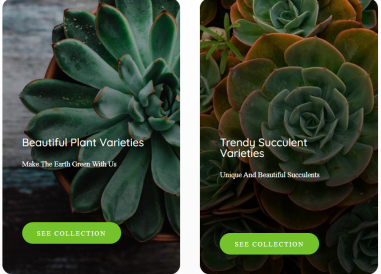 Beautiful Plant Varieties
Make The Earth Green With Us
SEE COLLECTION
Trendy Succulent
Varieties
Unique And Beautiful Succulents
SEE COLLECTION